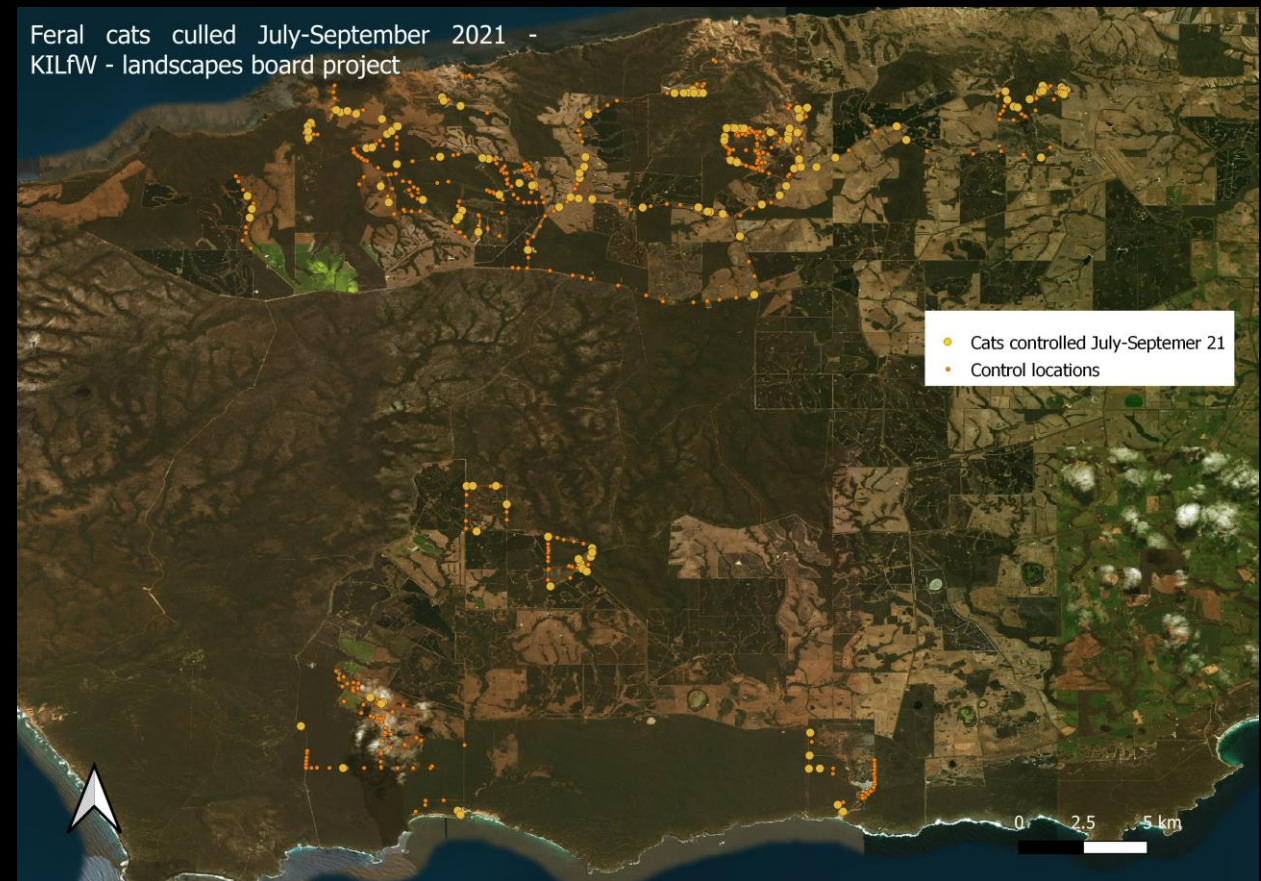 Feral cats culled July-September 2021 -
KILfW - landscapes board project
Cats controlled July-Septemer 21
Control locations
0 2.5 5 km